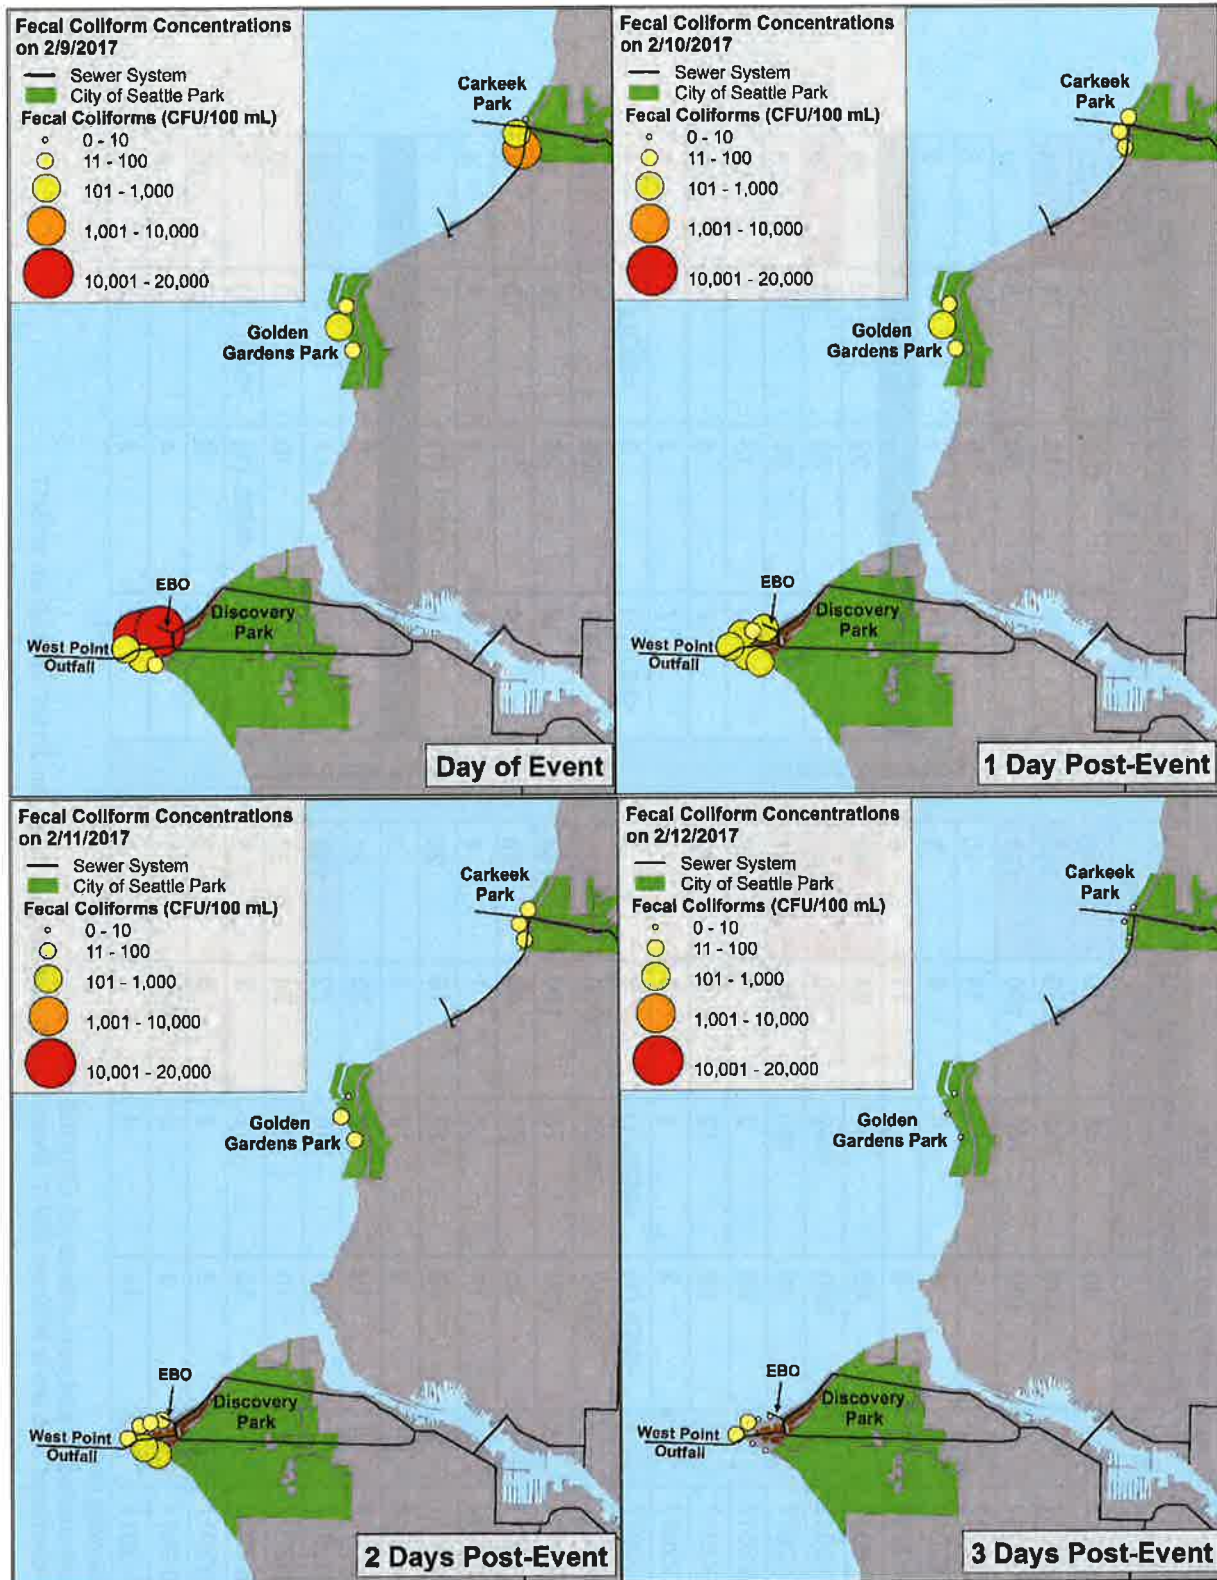 Fecal Coliform Concentrations
on 2/9/2017
Sewer System
City of Seattle Park
Fecal Coliforms (CFU/100 mL)
0 - 10
11 - 100
101 - 1,000
1,001 - 10,000
10,001 - 20,000
Carkeek
Park
Golden
Gardens Park
EBO
Discovery
Park
West Point
Outfall
Day of Event
Fecal Coliform Concentrations
on 2/10/2017
Sewer System
City of Seattle Park
Fecal Coliforms (CFU/100 mL)
0 - 10
11 - 100
101 - 1,000
1,001 - 10,000
10,001 - 20,000
Carkeek
Park
Golden
Gardens Park
EBO
Discovery
Park
West Point
Outfall
1 Day Post-Event
Fecal Coliform Concentrations
on 2/11/2017
Sewer System
City of Seattle Park
Fecal Coliforms (CFU/100 mL)
0 - 10
11 - 100
101 - 1,000
1,001 - 10,000
10,001 - 20,000
Carkeek
Park
Golden
Gardens Park
EBO
Discovery
Park
West Point
Outfall
2 Days Post-Event
Fecal Coliform Concentrations
on 2/12/2017
Sewer System
City of Seattle Park
Fecal Coliforms (CFU/100 mL)
0 - 10
11 - 100
101 - 1,000
1,001 - 10,000
10,001 - 20,000
Carkeek
Park
Golden
Gardens Park
EBO
Discovery
Park
West Point
Outfall
3 Days Post-Event